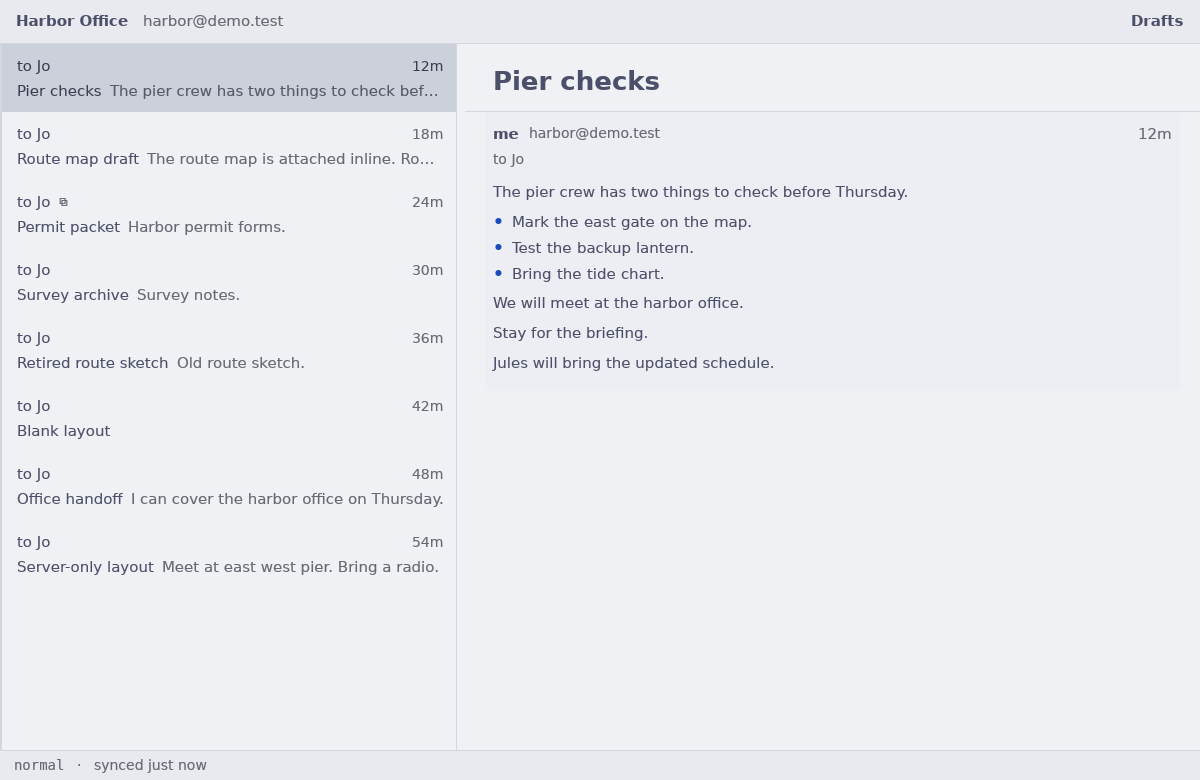 Harbor Office harbor@demo.test Drafts
to Jo 12m
Pier checks The pier crew has two things to check bef…
to Jo 18m
Route map draft The route map is attached inline. Ro…
to Jo 24m
Permit packet Harbor permit forms.
to Jo 30m
Survey archive Survey notes.
to Jo 36m
Retired route sketch Old route sketch.
to Jo 42m
Blank layout
to Jo 48m
Office handoff I can cover the harbor office on Thursday.
to Jo 54m
Server-only layout Meet at east west pier. Bring a radio.
Pier checks
me harbor@demo.test 12m
to Jo
The pier crew has two things to check before Thursday.
• Mark the east gate on the map.
• Test the backup lantern.
• Bring the tide chart.
We will meet at the harbor office.
Stay for the briefing.
Jules will bring the updated schedule.
normal · synced just now